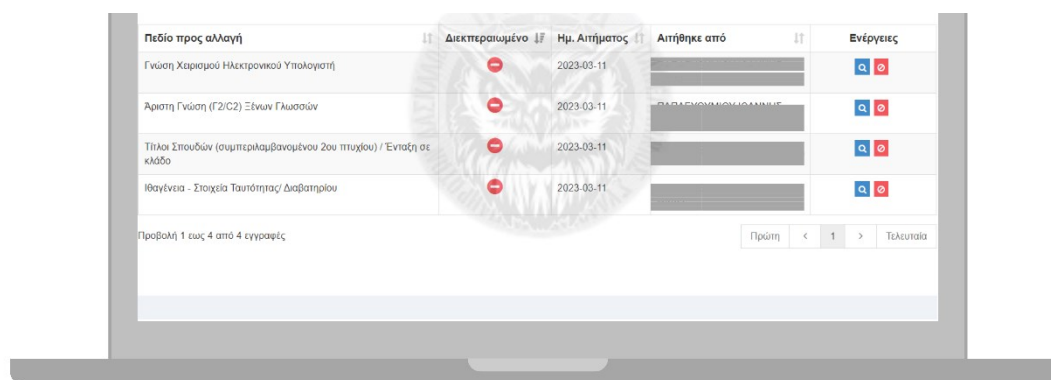 Πεδίο προς αλλαγή Διεκπεραιωμένο Ημ. Αιτήματος Αιτήθηκε από Ενέργειες
Γνώση Χειρισμού Ηλεκτρονικού Υπολογιστή 2023-03-11
Άριστη Γνώση (Γ2/C2) Ξένων Γλωσσών 2023-03-11
Τίτλοι Σπουδών (συμπεριλαμβανομένου 2ου πτυχίου) / Ένταξη σε 2023-03-11
κλάδο
Ιθαγένεια - Στοιχεία Ταυτότητας/ Διαβατηρίου 2023-03-11
Προβολή 1 εως 4 από 4 εγγραφές Πρώτη < 1 > Τελευταία